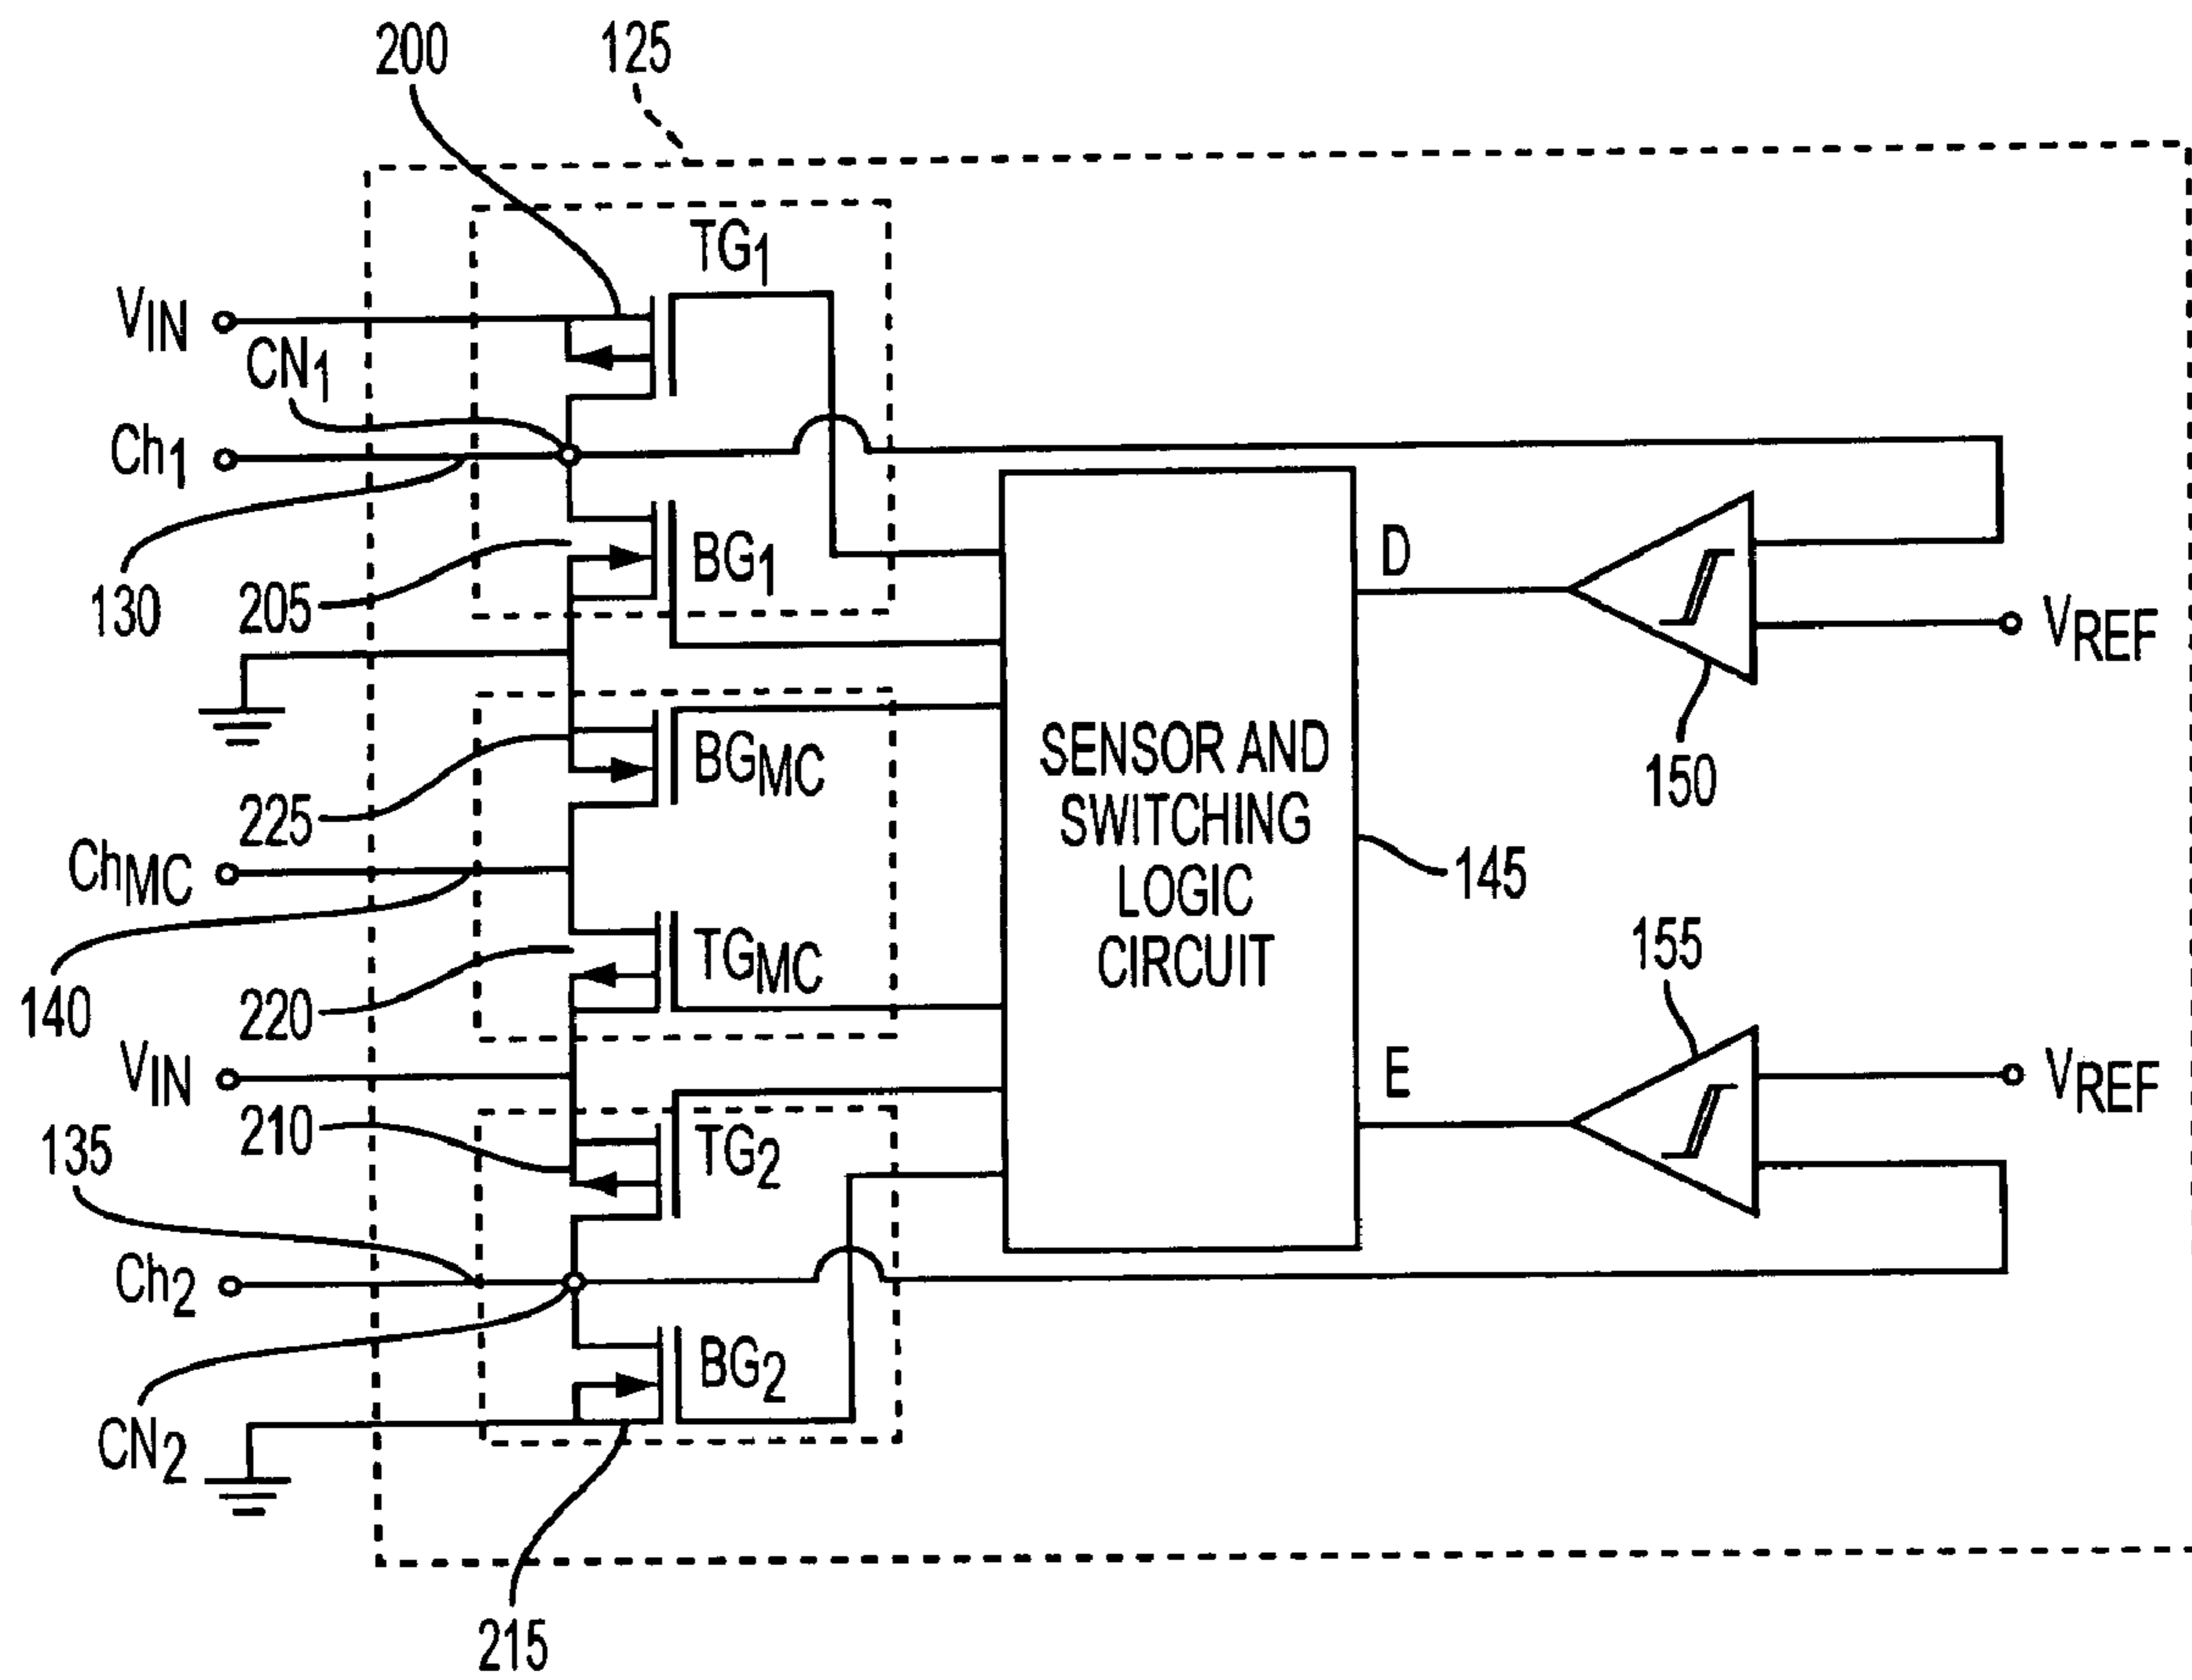 200
125
TG1
VIN
CN1
Ch1
130
205
BG1
D
VREF
150
225
BGMC
SENSOR AND
SWITCHING
LOGIC
CIRCUIT
145
ChMC
140
220
TGMC
155
VIN
210
135
TG2
E
VREF
Ch2
CN2
BG2
215